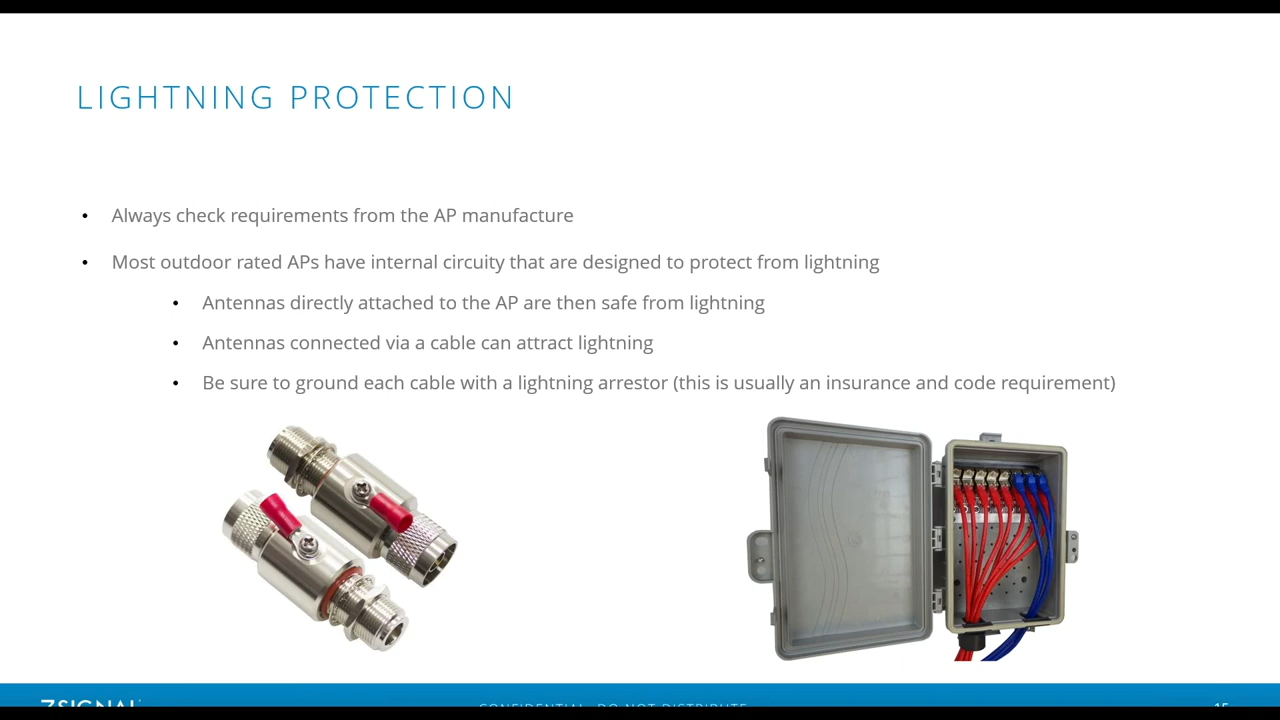 LIGHTNING PROTECTION
• Always check requirements from the AP manufacture
• Most outdoor rated APs have internal circuity that are designed to protect from lightning
• Antennas directly attached to the AP are then safe from lightning
• Antennas connected via a cable can attract lightning
• Be sure to ground each cable with a lightning arrestor (this is usually an insurance and code requirement)
CONFIDENTIAL - DO NOT DISTRIBUTE
15